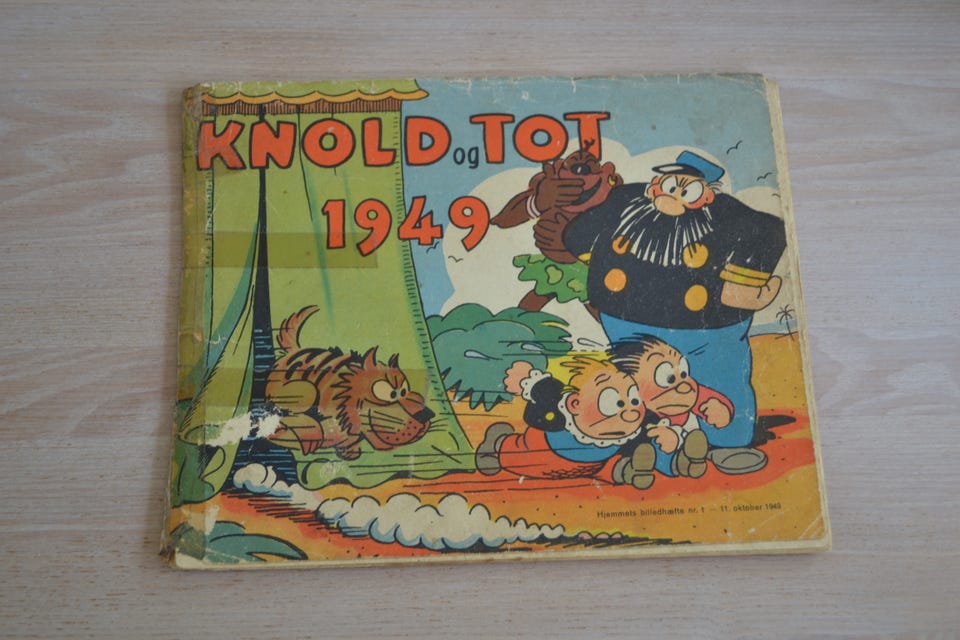 KNOLD og TOT
1949
Hjemmets billedhæfte nr. 1 — 11. oktober 1949